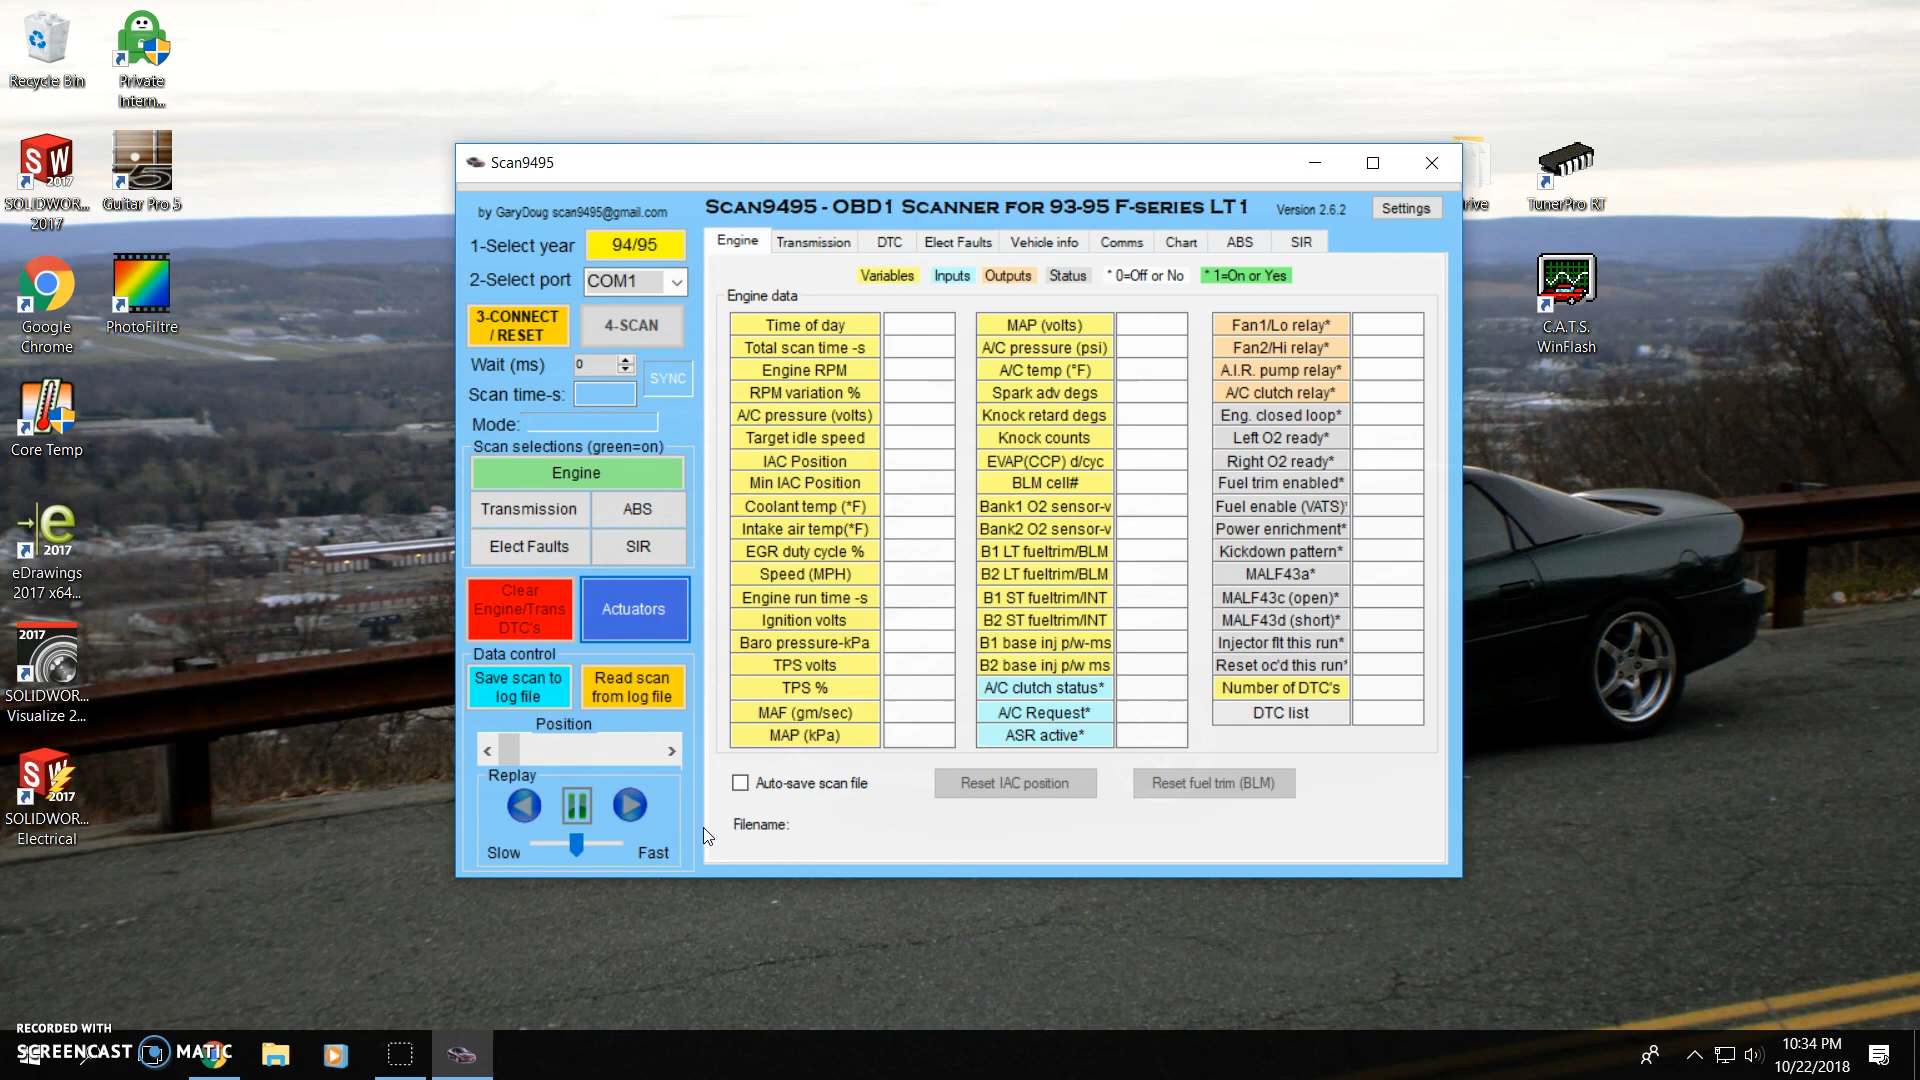 Recycle Bin
Private
Intern...
SOLIDWOR...
2017
Guitar Pro 5
Google
Chrome
PhotoFiltre
Core Temp
eDrawings
2017 x64...
SOLIDWOR...
Visualize 2...
SOLIDWOR...
Electrical
SW
2017
2017
2017
SW
2017
rive
TunerPro RT
C.A.T.S.
WinFlash
Scan9495
by GaryDoug scan9495@gmail.com
SCAN9495 - OBD1 SCANNER FOR 93-95 F-SERIES LT1
Version 2.6.2
Settings
1-Select year
94/95
2-Select port
COM1
3-CONNECT
/ RESET
4-SCAN
Wait (ms)
0
SYNC
Scan time-s:
Mode:
Scan selections (green=on)
Engine
Transmission
ABS
Elect Faults
SIR
Clear
Engine/Trans
DTC's
Actuators
Data control
Save scan to
log file
Read scan
from log file
Position
Replay
Slow
Fast
Engine
Transmission
DTC
Elect Faults
Vehicle info
Comms
Chart
ABS
SIR
Variables
Inputs
Outputs
Status
* 0=Off or No
* 1=On or Yes
Engine data
Time of day
Total scan time -s
Engine RPM
RPM variation %
A/C pressure (volts)
Target idle speed
IAC Position
Min IAC Position
Coolant temp (°F)
Intake air temp(°F)
EGR duty cycle %
Speed (MPH)
Engine run time -s
Ignition volts
Baro pressure-kPa
TPS volts
TPS %
MAF (gm/sec)
MAP (kPa)
MAP (volts)
A/C pressure (psi)
A/C temp (°F)
Spark adv degs
Knock retard degs
Knock counts
EVAP(CCP) d/cyc
BLM cell#
Bank1 O2 sensor-v
Bank2 O2 sensor-v
B1 LT fueltrim/BLM
B2 LT fueltrim/BLM
B1 ST fueltrim/INT
B2 ST fueltrim/INT
B1 base inj p/w-ms
B2 base inj p/w ms
A/C clutch status*
A/C Request*
ASR active*
Fan1/Lo relay*
Fan2/Hi relay*
A.I.R. pump relay*
A/C clutch relay*
Eng. closed loop*
Left O2 ready*
Right O2 ready*
Fuel trim enabled*
Fuel enable (VATS)*
Power enrichment*
Kickdown pattern*
MALF43a*
MALF43c (open)*
MALF43d (short)*
Injector flt this run*
Reset oc'd this run*
Number of DTC's
DTC list
Auto-save scan file
Reset IAC position
Reset fuel trim (BLM)
Filename:
RECORDED WITH
SCREENCAST MATIC
10:34 PM
10/22/2018